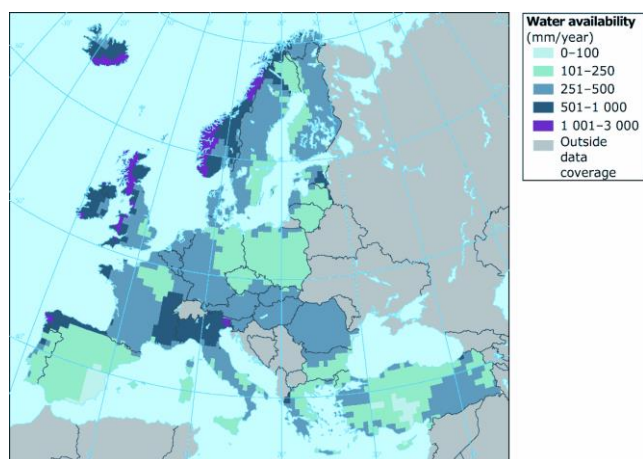 Water availability
(mm/year)
0–100
101–250
251–500
501–1 000
1 001–3 000
Outside
data
coverage